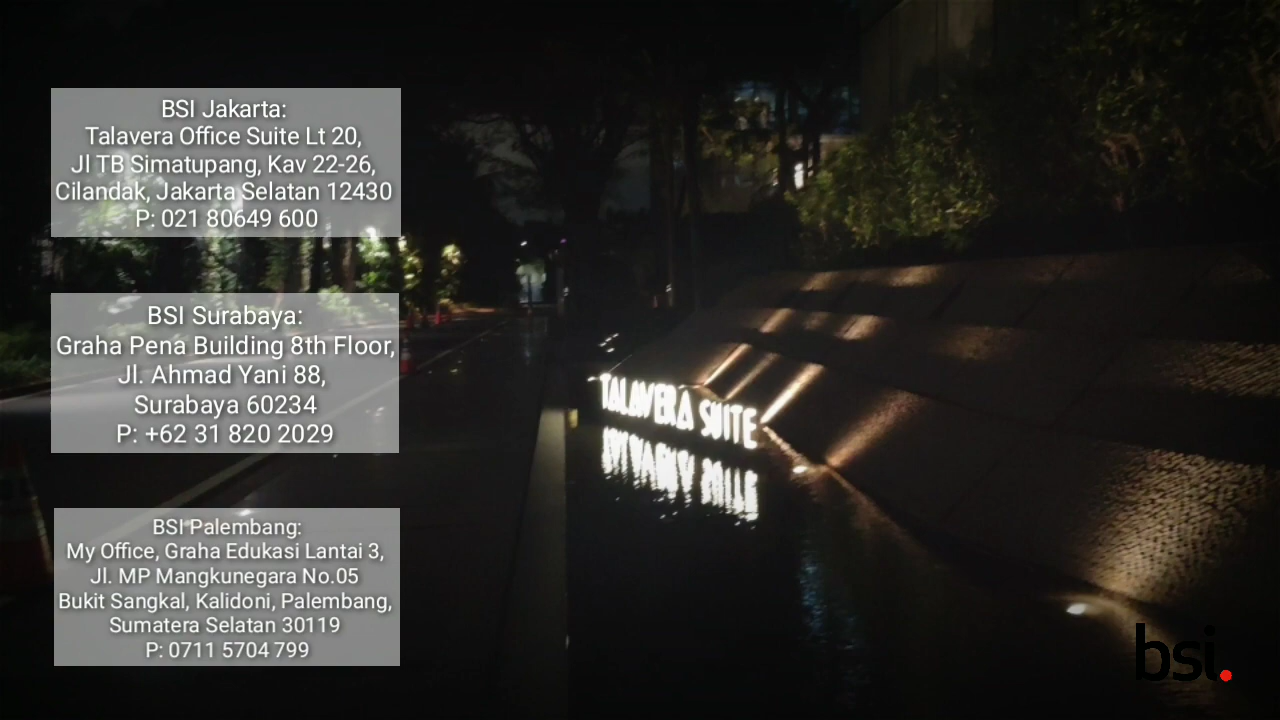 BSI Jakarta:
Talavera Office Suite Lt 20,
Jl TB Simatupang, Kav 22-26,
Cilandak, Jakarta Selatan 12430
P: 021 80649 600
BSI Surabaya:
Graha Pena Building 8th Floor,
Jl. Ahmad Yani 88,
Surabaya 60234
P: +62 31 820 2029
BSI Palembang:
My Office, Graha Edukasi Lantai 3,
Jl. MP Mangkunegara No.05
Bukit Sangkal, Kalidoni, Palembang,
Sumatera Selatan 30119
P: 0711 5704 799
TALAVERA SUITE
bsi.